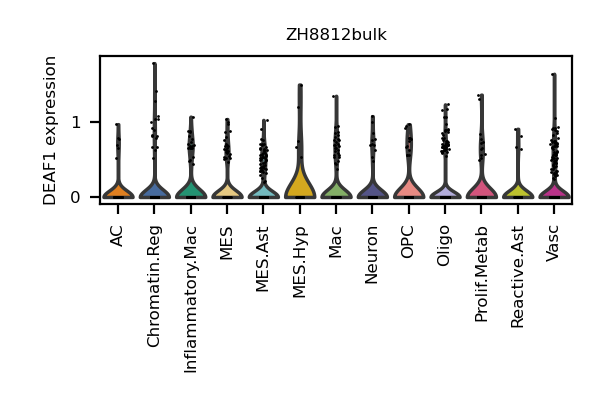 ZH8812bulk
DEAF1 expression
1
0
AC
Chromatin.Reg
Inflammatory.Mac
MES
MES.Ast
MES.Hyp
Mac
Neuron
OPC
Oligo
Prolif.Metab
Reactive.Ast
Vasc